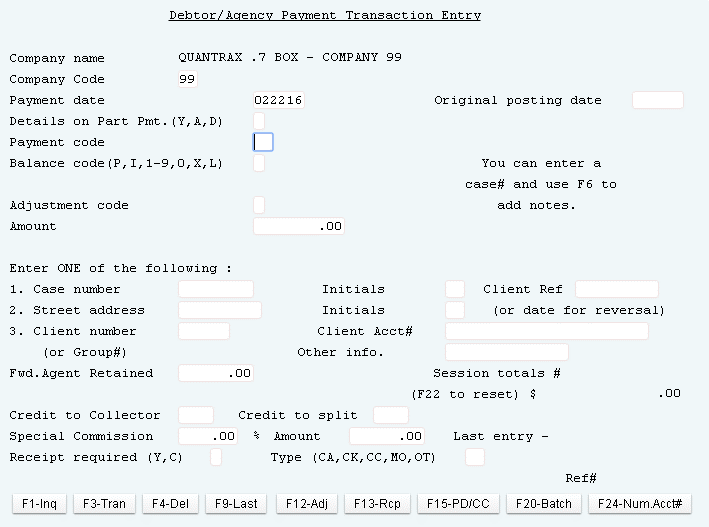 Debtor/Agency Payment Transaction Entry
Company name QUANTRAX .7 BOX - COMPANY 99
Company Code 99
Payment date 022216 Original posting date
Details on Part Pmt.(Y,A,D)
Payment code
Balance code(P,I,1-9,O,X,L) You can enter a
case# and use F6 to
Adjustment code add notes.
Amount .00
Enter ONE of the following :
1. Case number Initials Client Ref
2. Street address Initials (or date for reversal)
3. Client number Client Acct#
(or Group#) Other info.
Fwd.Agent Retained .00 Session totals #
(F22 to reset) $ .00
Credit to Collector Credit to split
Special Commission .00 % Amount .00 Last entry -
Receipt required (Y,C) Type (CA,CK,CC,MO,OT)
Ref#
F1-Inq F3-Tran F4-Del F9-Last F12-Adj F13-Rcp F15-PD/CC F20-Batch F24-Num.Acct#